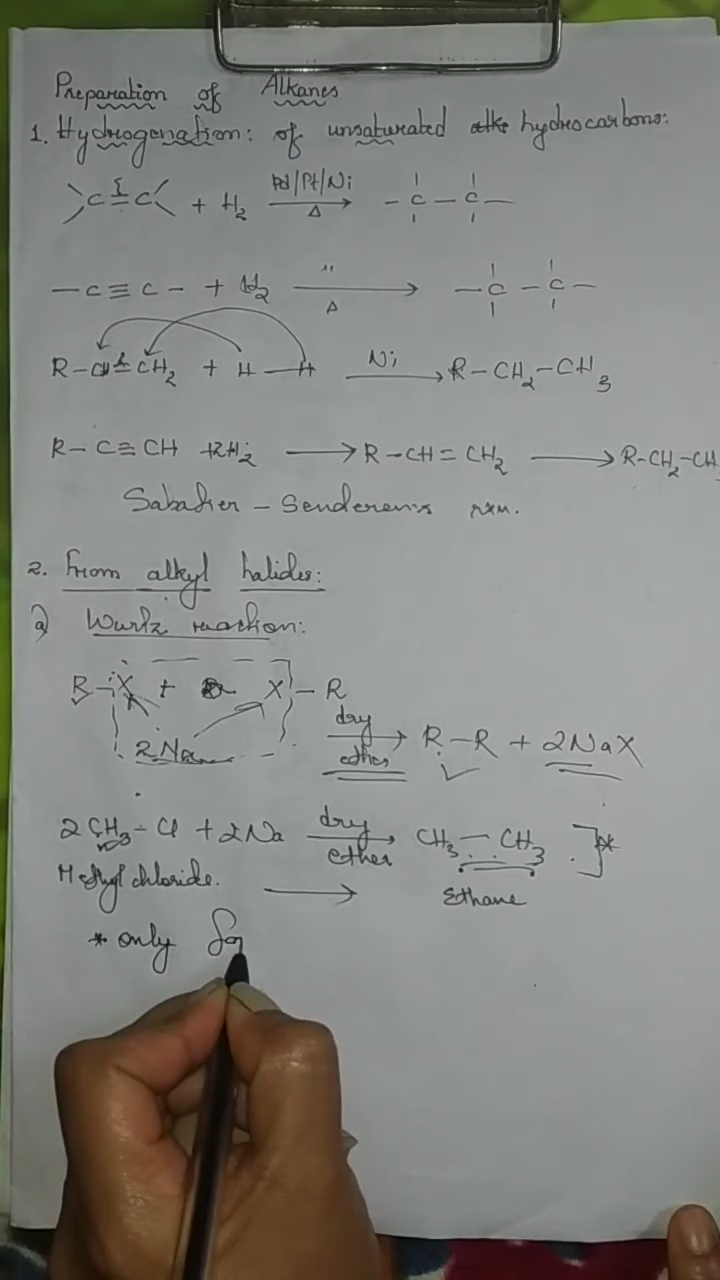 Preparation of Alkanes
1. Hydrogenation: of unsaturated hydrocarbons:
C=C + H2 Pd/Pt/Ni Δ → -C-C-
-C≡C- + H2 " Δ → -C-C-
R-CH=CH2 + H-H Ni → R-CH2-CH3
R-C≡CH +2H2 → R-CH=CH2 → R-CH2-CH
Sabatier-Senderens rxn.
2. From alkyl halides:
a) Wurtz reaction:
R-X + X-R
2Na dry ether → R-R + 2NaX
2CH3-Cl + 2Na dry ether → CH3-CH3 .]*
Methyl chloride. → Ethane
* only